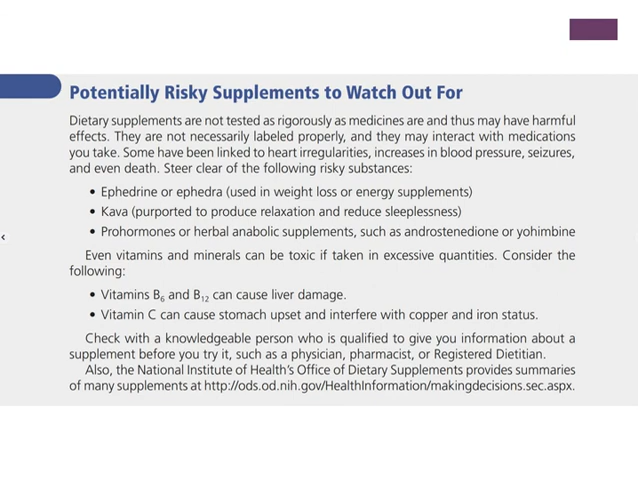 Potentially Risky Supplements to Watch Out For
Dietary supplements are not tested as rigorously as medicines are and thus may have harmful
effects. They are not necessarily labeled properly, and they may interact with medications
you take. Some have been linked to heart irregularities, increases in blood pressure, seizures,
and even death. Steer clear of the following risky substances:
• Ephedrine or ephedra (used in weight loss or energy supplements)
• Kava (purported to produce relaxation and reduce sleeplessness)
• Prohormones or herbal anabolic supplements, such as androstenedione or yohimbine
Even vitamins and minerals can be toxic if taken in excessive quantities. Consider the
following:
• Vitamins B₆ and B₁₂ can cause liver damage.
• Vitamin C can cause stomach upset and interfere with copper and iron status.
Check with a knowledgeable person who is qualified to give you information about a
supplement before you try it, such as a physician, pharmacist, or Registered Dietitian.
Also, the National Institute of Health's Office of Dietary Supplements provides summaries
of many supplements at http://ods.od.nih.gov/HealthInformation/makingdecisions.sec.aspx.